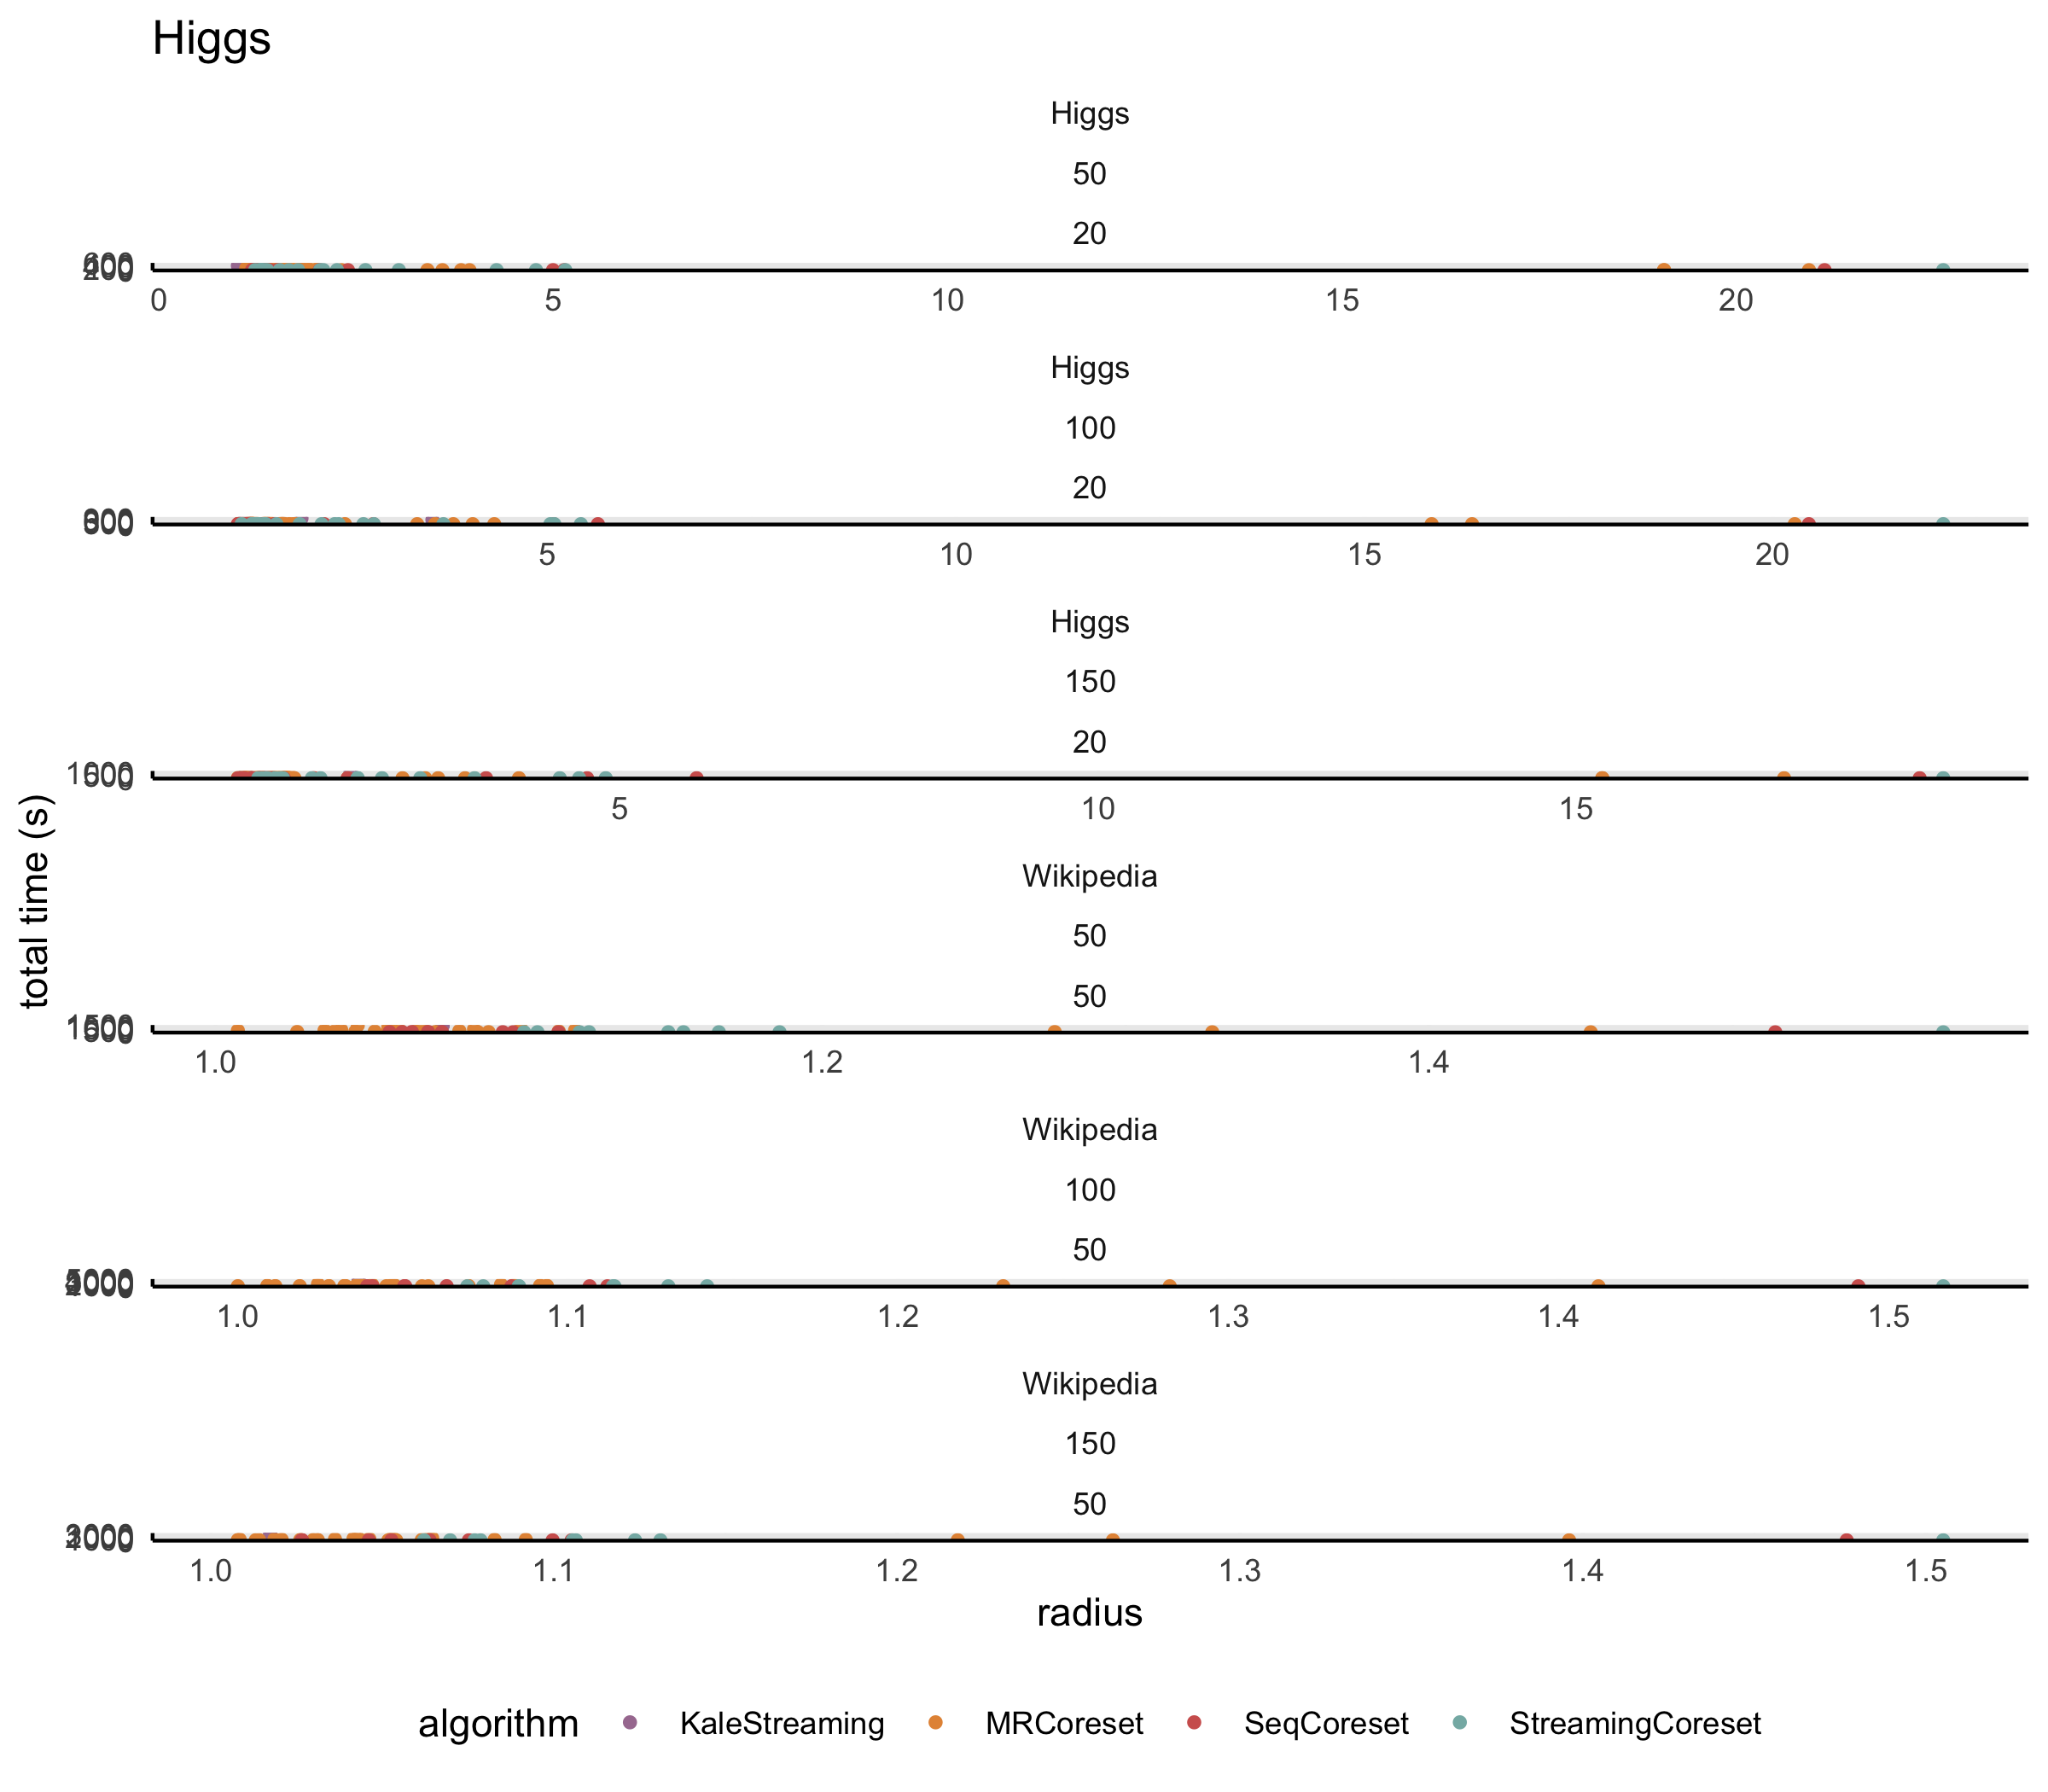 Higgs
Higgs
50
20
0 5 10 15 20
Higgs
100
20
5 10 15 20
Higgs
150
20
5 10 15
Wikipedia
50
50
1.0 1.2 1.4
Wikipedia
100
50
1.0 1.1 1.2 1.3 1.4 1.5
Wikipedia
150
50
1.0 1.1 1.2 1.3 1.4 1.5
total time (s)
radius
algorithm KaleStreaming MRCoreset SeqCoreset StreamingCoreset